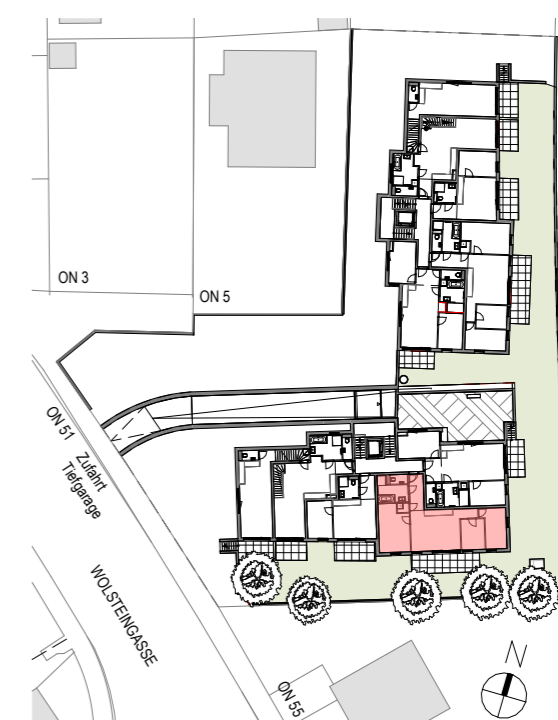 ON 3
ON 5
ON 51
Zufahrt
Tiefgarage
WOLSTEINGASSE
ON 55
N